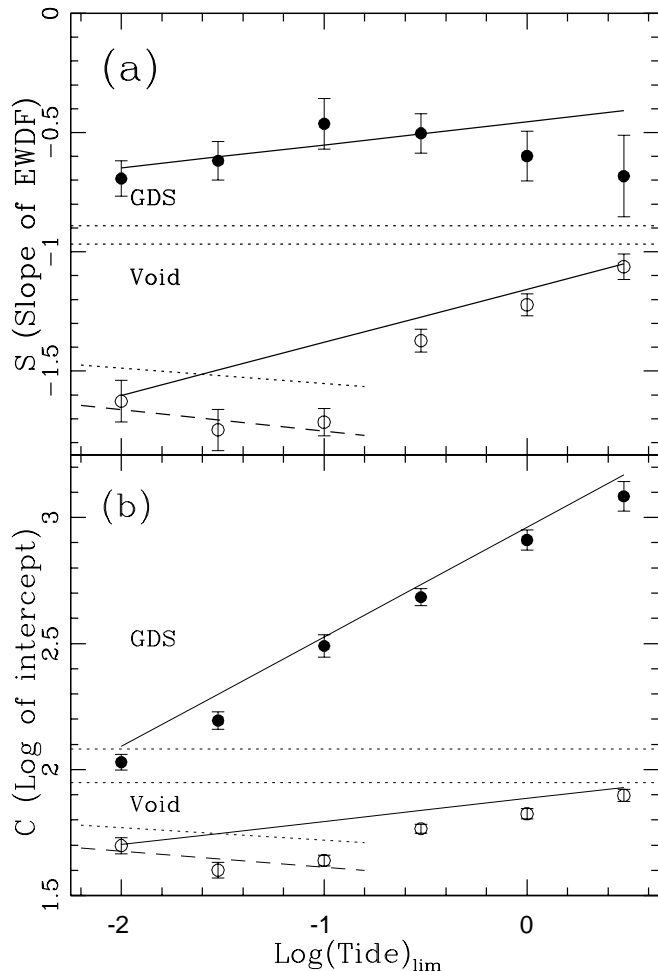 0
(a)
-0.5
GDS
-1
Void
-1.5
S (Slope of EWDF)
(b)
3
GDS
2.5
2
Void
1.5
C (Log of intercept)
-2 -1 0
Log(Tide)lim